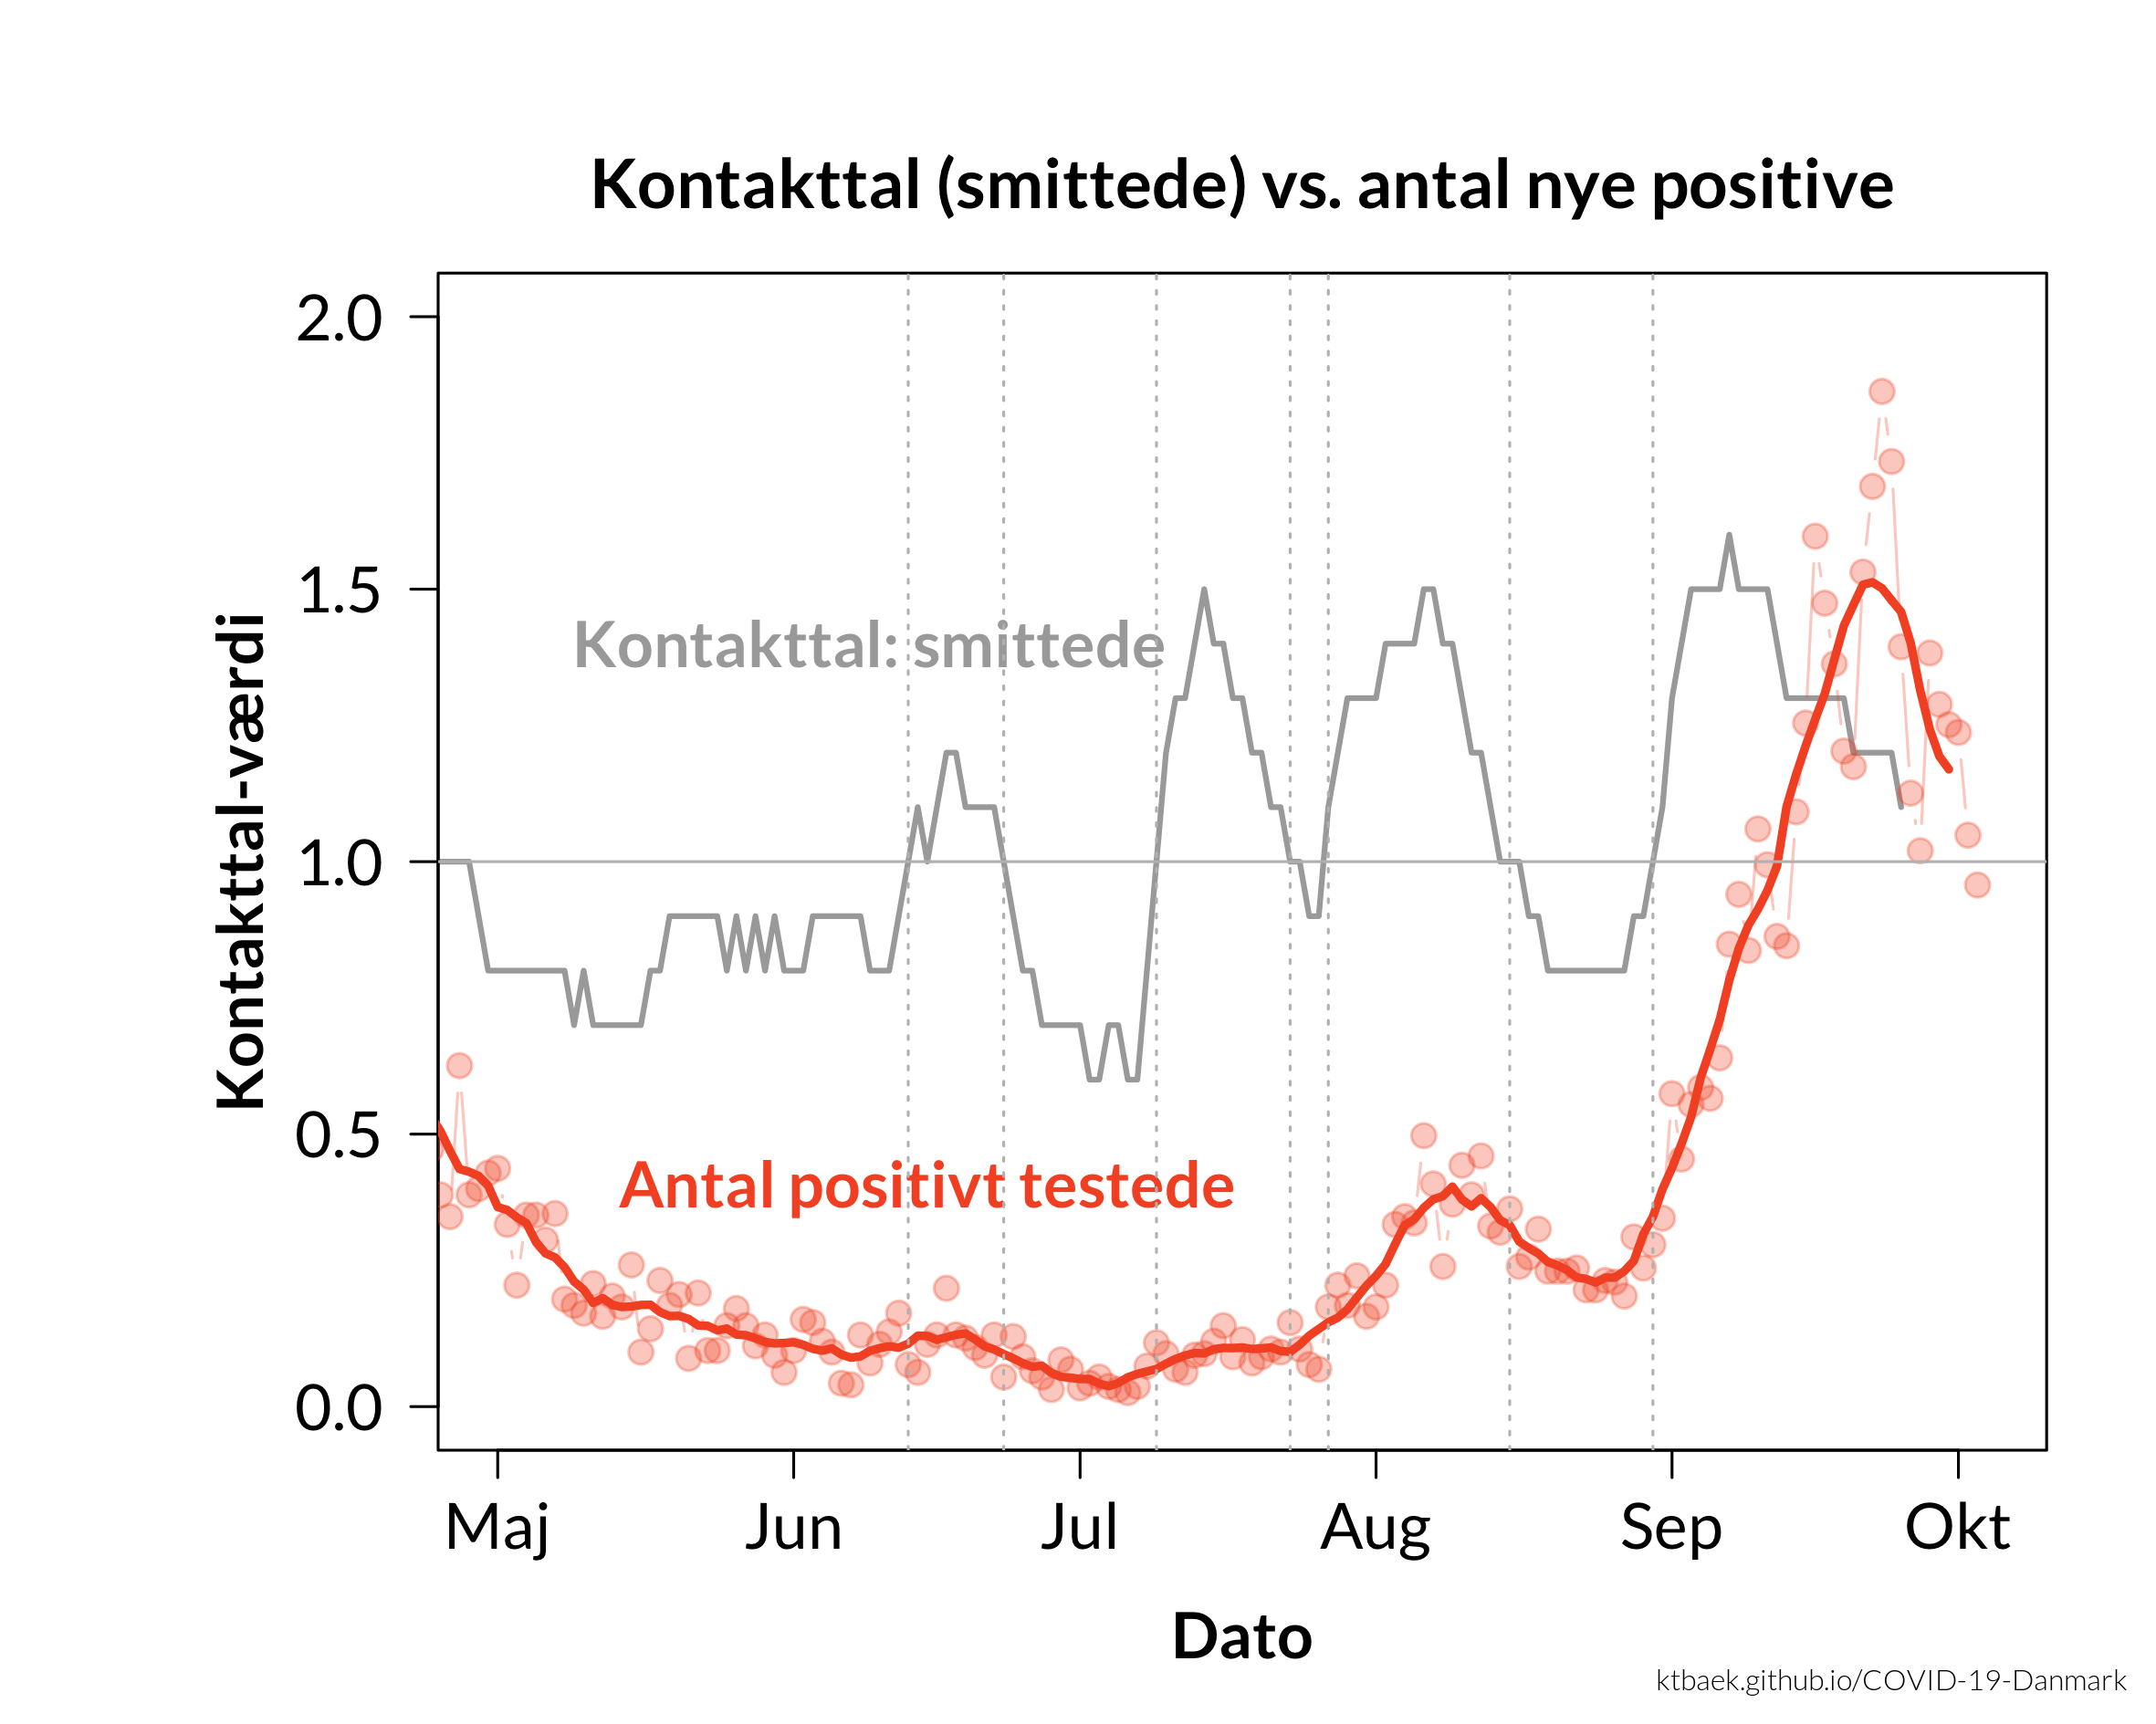 Kontakttal (smittede) vs. antal nye positive
2.0
1.5
1.0
0.5
0.0
Kontakttal-værdi
Kontakttal: smittede
Antal positivt testede
Maj Jun Jul Aug Sep Okt
Dato
ktbaek.github.io/COVID-19-Danmark